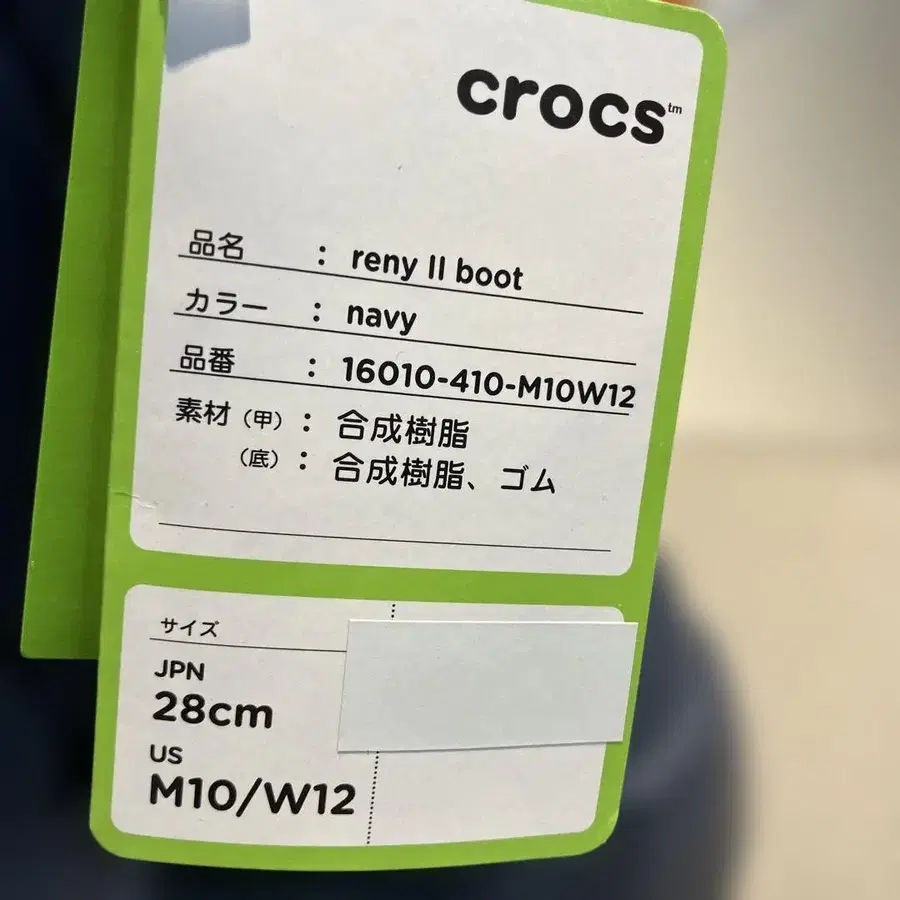 crocs™
品名 : reny II boot
カラー : navy
品番 : 16010-410-M10W12
素材（甲）: 合成樹脂
（底）: 合成樹脂、ゴム
サイズ
JPN
28cm
US
M10/W12